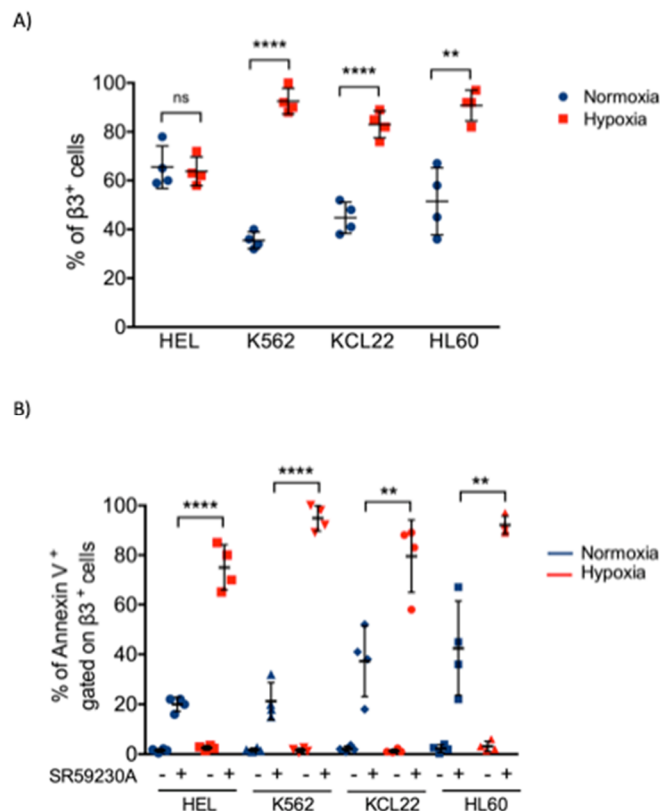 A)
**** **** **
ns
100
80
60
40
20
0
% of β3+ cells
Normoxia
Hypoxia
HEL K562 KCL22 HL60
B)
**** **** ** **
100
80
60
40
20
0
% of Annexin V +
gated on β3+ cells
Normoxia
Hypoxia
SR59230A - + - + - + - + - + - + - + - +
HEL K562 KCL22 HL60